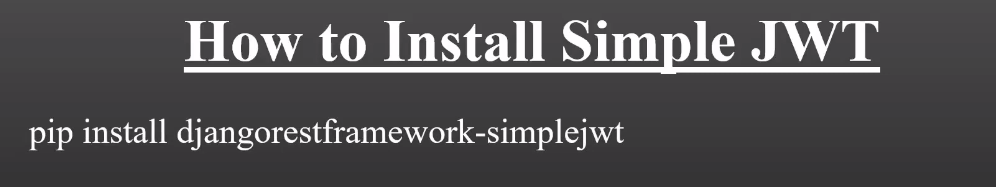 How to Install Simple JWT
pip install djangorestframework-simplejwt